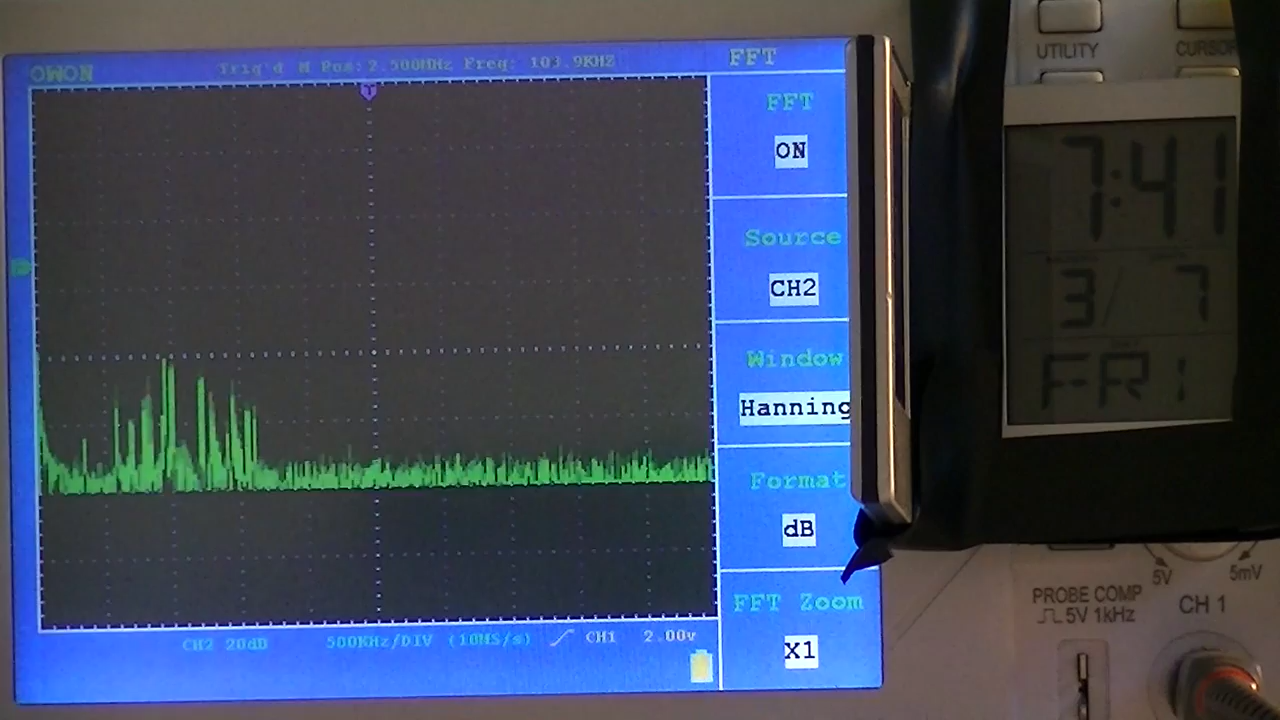 OWON Trig'd M Pos:2.500MHz Freq: 103.9KHz FFT
FFT
ON
Source
CH2
Window
Hanning
Format
dB
FFT Zoom
X1
CH2 20dB 500KHz/DIV (10MS/s) CH1 2.00v
UTILITY CURSOR
7:41
3/ 7
FRI
5V 5mV
PROBE COMP
5V 1kHz
CH 1